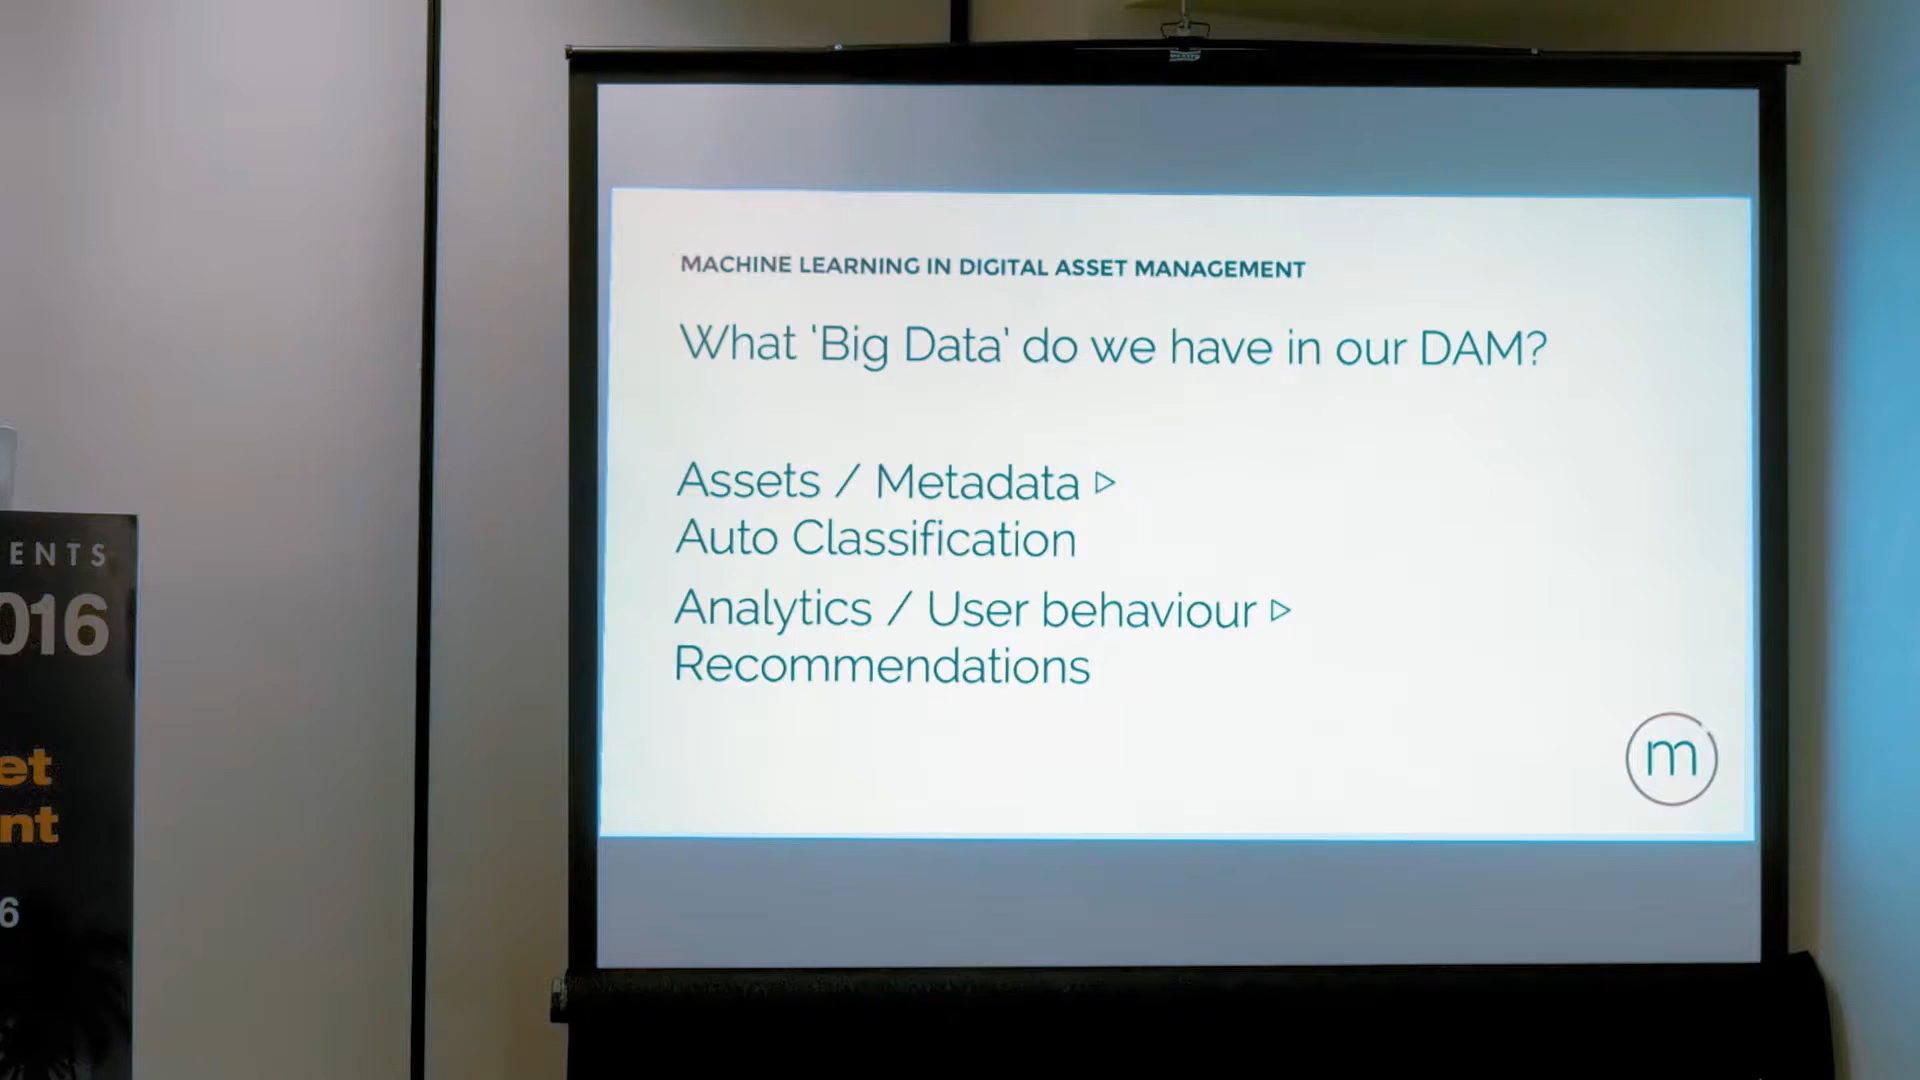 MACHINE LEARNING IN DIGITAL ASSET MANAGEMENT
What 'Big Data' do we have in our DAM?
Assets / Metadata ▷
Auto Classification
Analytics / User behaviour ▷
Recommendations
m
ENTS
016
et
nt
6